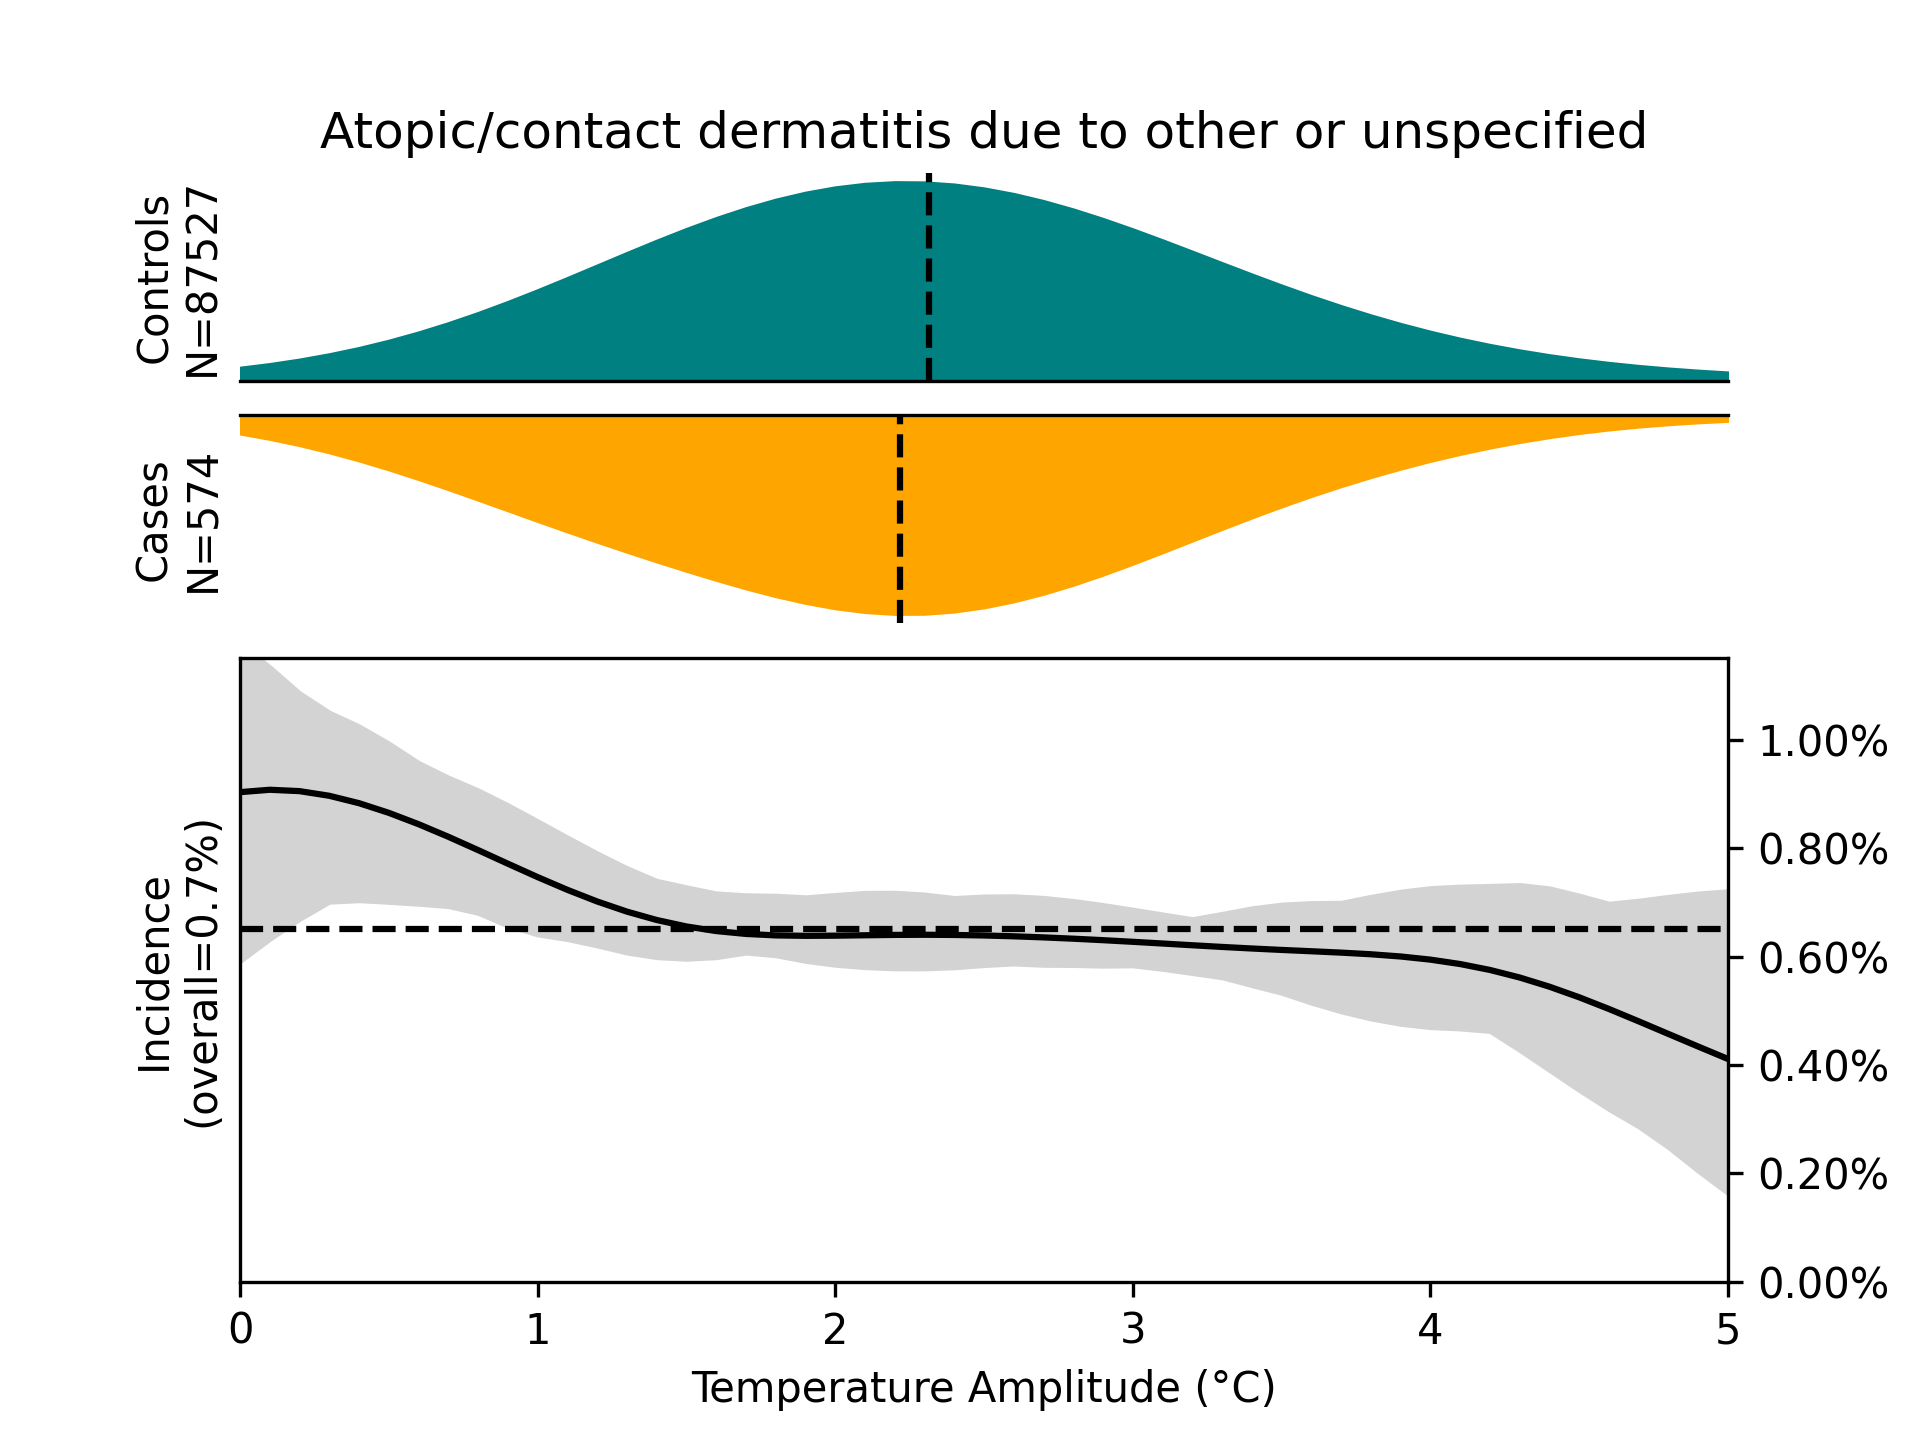 Atopic/contact dermatitis due to other or unspecified
Controls
N=87527
Cases
N=574
Incidence
(overall=0.7%)
1.00%
0.80%
0.60%
0.40%
0.20%
0.00%
0 1 2 3 4 5
Temperature Amplitude (°C)